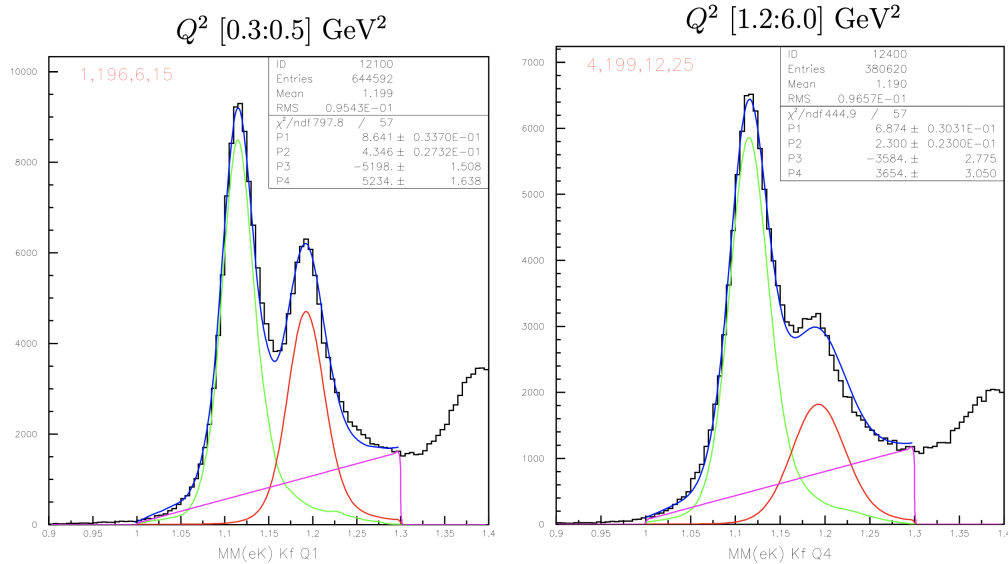 Q² [0.3:0.5] GeV²
1,196,6,15
ID 12100
Entries 644592
Mean 1.199
RMS 0.9543E-01
χ²/ndf 797.8 / 57
P1 8.641 ± 0.3370E-01
P2 4.346 ± 0.2732E-01
P3 -5198. ± 1.508
P4 5234. ± 1.638
10000
8000
6000
4000
2000
0
0.9 0.95 1 1.05 1.1 1.15 1.2 1.25 1.3 1.35 1.4
MM(eK) Kf Q1
Q² [1.2:6.0] GeV²
4,199,12,25
ID 12400
Entries 380620
Mean 1.190
RMS 0.9657E-01
χ²/ndf 444.9 / 57
P1 6.874 ± 0.3031E-01
P2 2.300 ± 0.2300E-01
P3 -3584. ± 2.775
P4 3654. ± 3.050
7000
6000
5000
4000
3000
2000
1000
0
0.9 0.95 1 1.05 1.1 1.15 1.2 1.25 1.3 1.35 1.4
MM(eK) Kf Q4